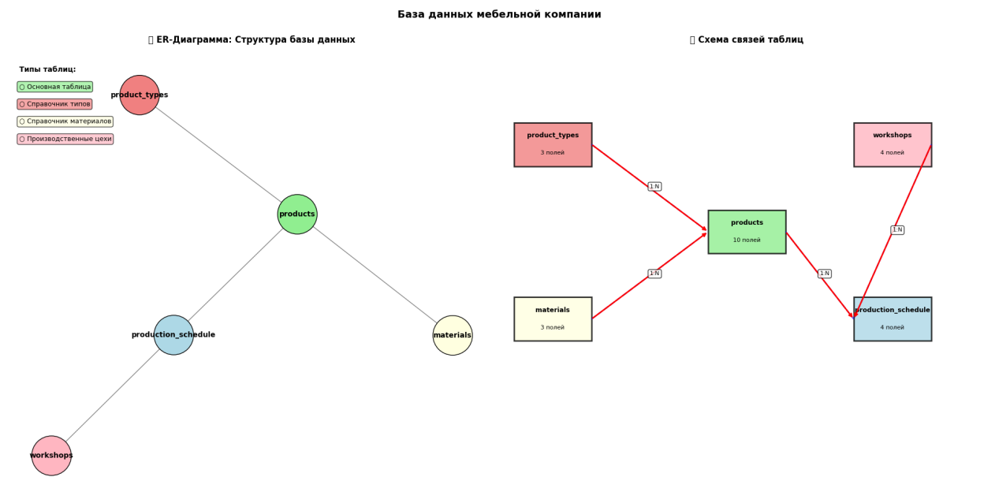 База данных мебельной компании
ER-Диаграмма: Структура базы данных
Типы таблиц:
○ Основная таблица
○ Справочник типов
○ Справочник материалов
○ Производственные цехи
product_types
products
production_schedule
materials
workshops
Схема связей таблиц
product_types
3 полей
workshops
4 полей
1:N
products
10 полей
1:N
1:N
1:N
materials
3 полей
production_schedule
4 полей